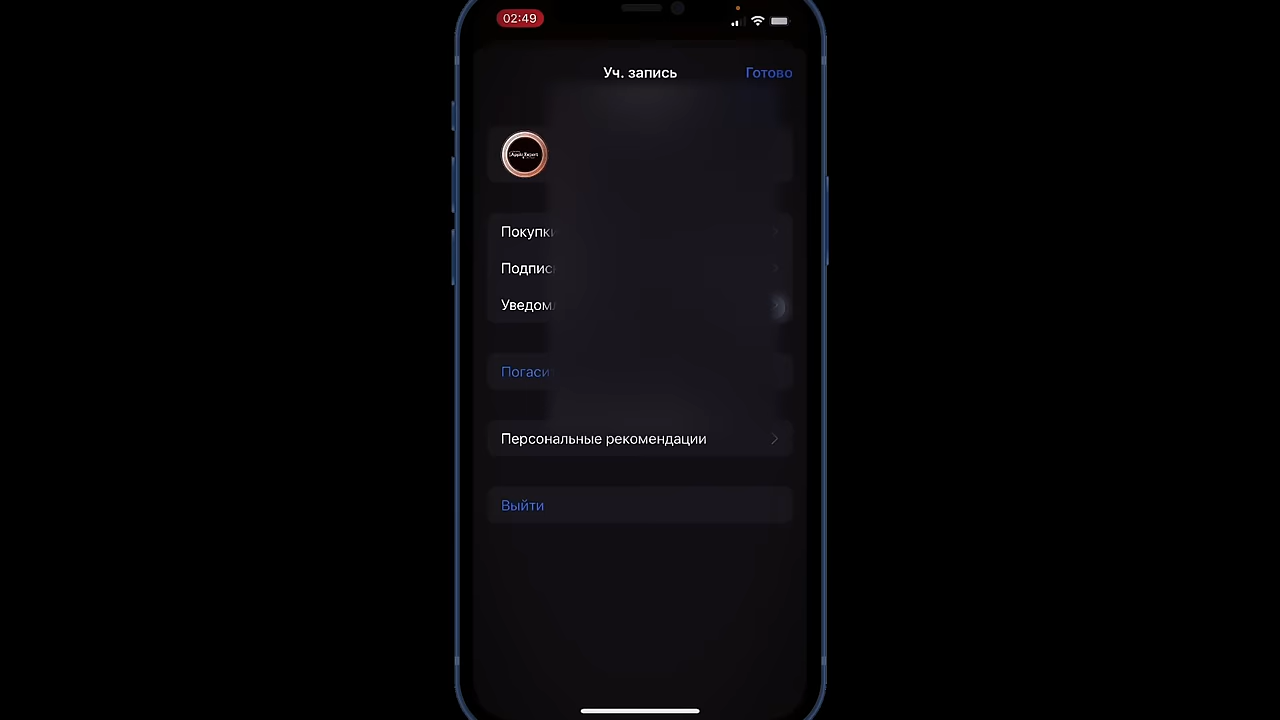 02:49
Уч. запись
Готово
Покупк
Подпис
Уведом
Погаси
Персональные рекомендации
Выйти